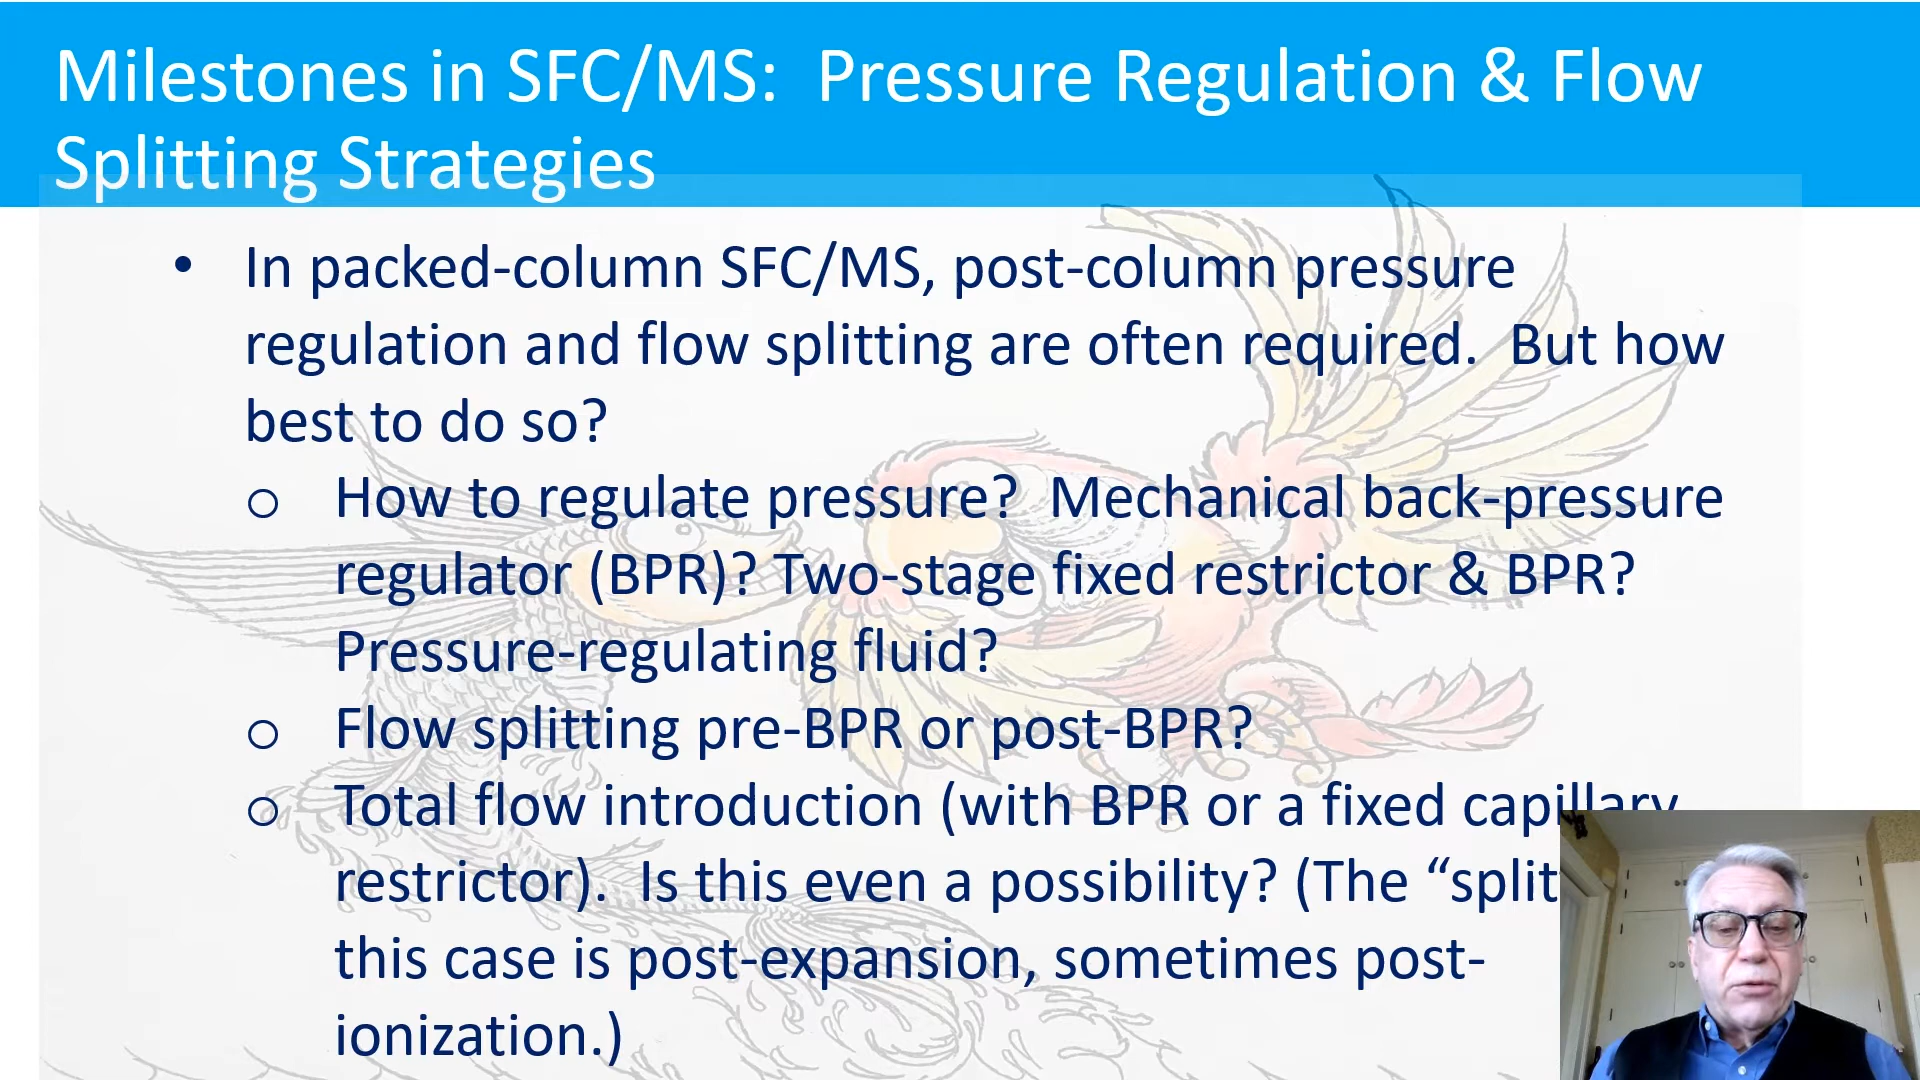 Milestones in SFC/MS:  Pressure Regulation & Flow
Splitting Strategies
• In packed-column SFC/MS, post-column pressure
regulation and flow splitting are often required.  But how
best to do so?
o How to regulate pressure?  Mechanical back-pressure
regulator (BPR)? Two-stage fixed restrictor & BPR?
Pressure-regulating fluid?
o Flow splitting pre-BPR or post-BPR?
o Total flow introduction (with BPR or a fixed capillary
restrictor).  Is this even a possibility? (The “split
this case is post-expansion, sometimes post-
ionization.)